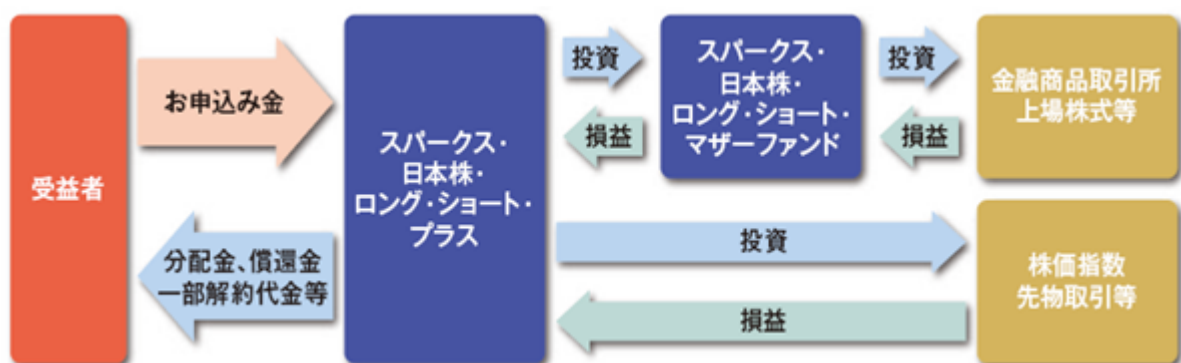 受益者
お申込み金
分配金、償還金
一部解約代金等
スパークス・
日本株・
ロング・ショート・
プラス
投資
損益
スパークス・
日本株・
ロング・ショート・
マザーファンド
投資
損益
金融商品取引所
上場株式等
投資
損益
株価指数
先物取引等